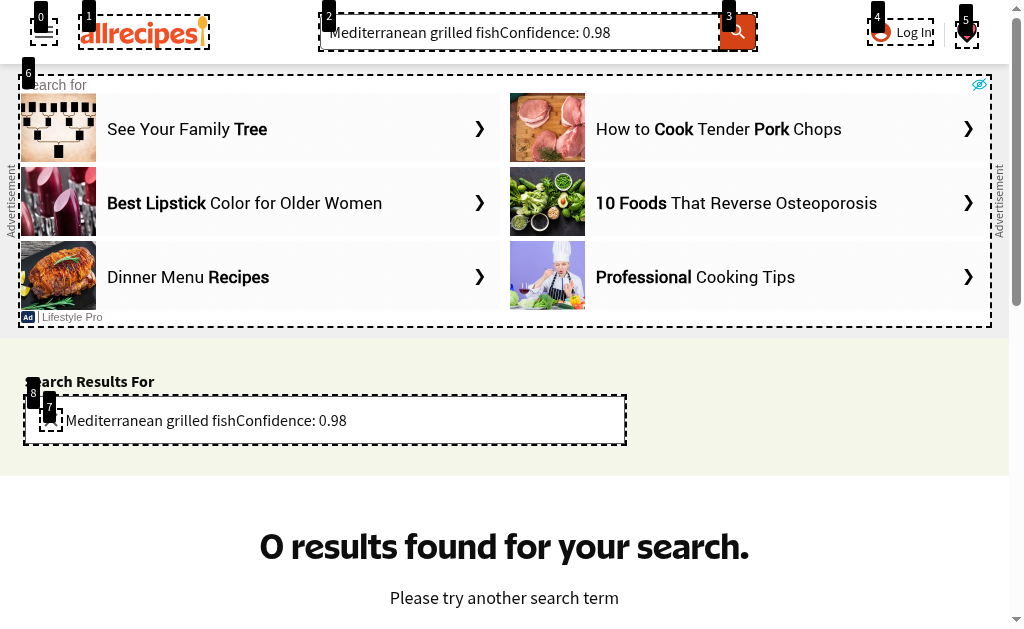 0
1
2
3
4
5
allrecipes
Mediterranean grilled fishConfidence: 0.98
Log In
6
Search for
See Your Family Tree
How to Cook Tender Pork Chops
Best Lipstick Color for Older Women
10 Foods That Reverse Osteoporosis
Dinner Menu Recipes
Professional Cooking Tips
Advertisement
Advertisement
Ad
Lifestyle Pro
Search Results For
8
7
Mediterranean grilled fishConfidence: 0.98
0 results found for your search.
Please try another search term